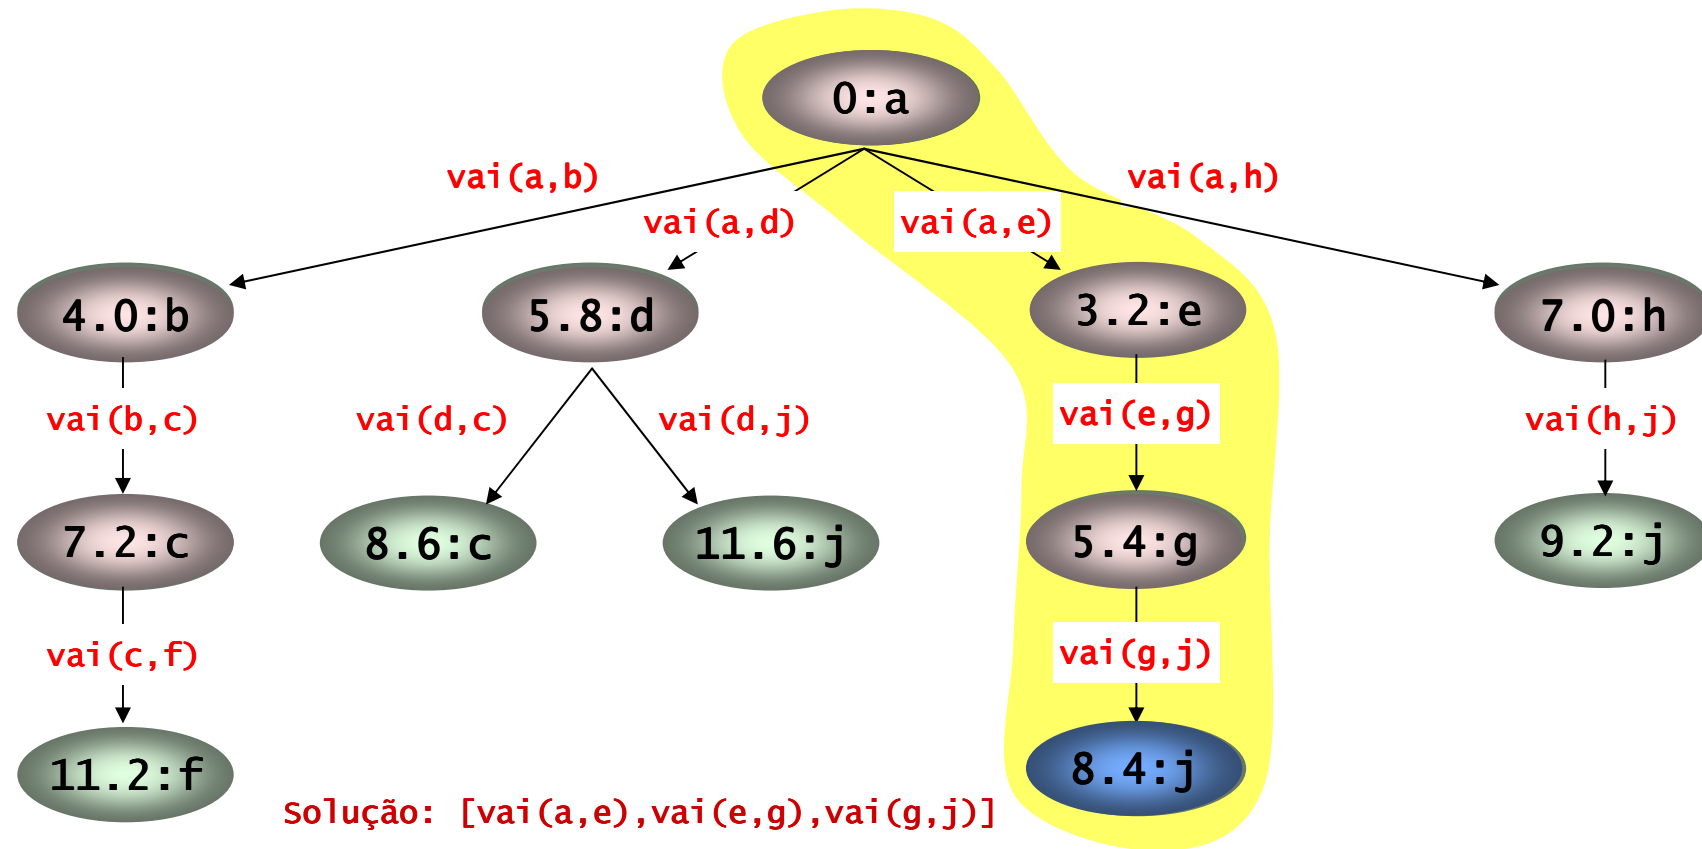 0:a
vai(a,b)
vai(a,h)
vai(a,d)
vai(a,e)
4.0:b
5.8:d
3.2:e
7.0:h
vai(b,c)
vai(d,c)
vai(d,j)
vai(e,g)
vai(h,j)
7.2:c
8.6:c
11.6:j
5.4:g
9.2:j
vai(c,f)
vai(g,j)
11.2:f
8.4:j
Solução: [vai(a,e),vai(e,g),vai(g,j)]